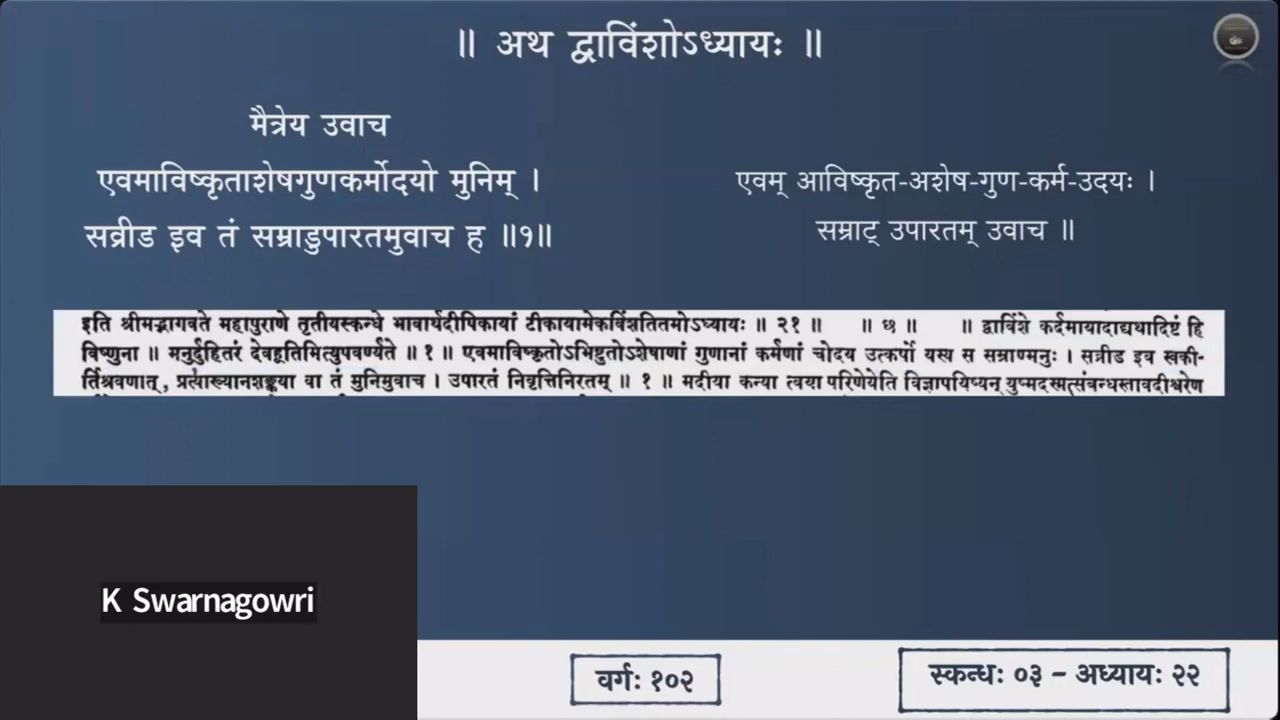 ॥ अथ द्वाविंशोऽध्यायः ॥
मैत्रेय उवाच
एवमाविष्कृताशेषगुणकर्मोदयो मुनिम् ।
सव्रीड इव तं सम्राडुपारतमुवाच ह ॥१॥
एवम् आविष्कृत-अशेष-गुण-कर्म-उदयः ।
सम्राट् उपारतम् उवाच ॥
इति श्रीमद्भागवते महापुराणे तृतीयस्कन्धे भावार्थदीपिकायां टीकायामेकविंशतितमोऽध्यायः ॥ २१ ॥ ॥ छ ॥ ॥ द्वाविंशे कर्दमायादाद्यथादिष्टं हि
विष्णुना ॥ मनुर्दुहितरं देवहूतिमित्युपवर्ण्यते ॥ १ ॥ एवमाविष्कृतोऽभिष्टुतोऽशेषाणां गुणानां कर्मणां चोदय उत्कर्षो यस्य स सम्राण्मनुः । सव्रीड इव स्वकी-
र्तिश्रवणात्, प्रत्याख्यानशङ्कया वा तं मुनिमुवाच । उपारतं निवृत्तिनिरतम् ॥ १ ॥ मदीया कन्या त्वया परिणेयेति विज्ञापयिष्यन् युष्मदस्मत्संबन्धस्तावदीश्वरेण
K Swarnagowri
वर्गः १०२
स्कन्धः ०३ - अध्यायः २२